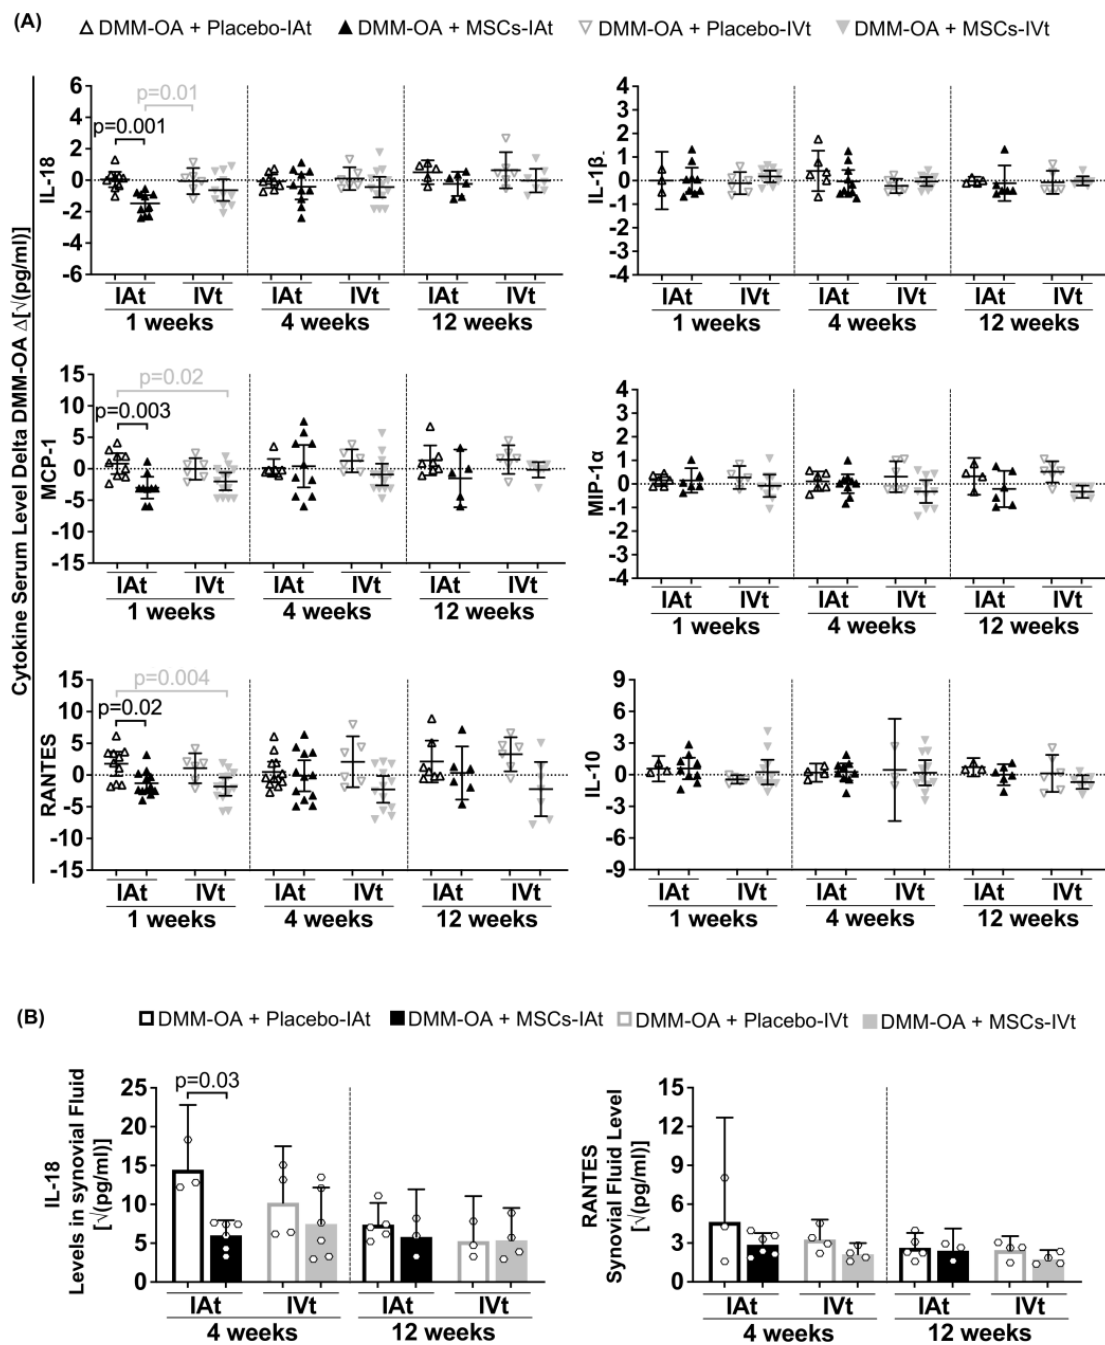 (A)
DMM-OA + Placebo-IAt DMM-OA + MSCs-IAt DMM-OA + Placebo-IVt DMM-OA + MSCs-IVt
Cytokine Serum Level Delta DMM-OA Δ[√(pg/ml)]
IL-18
6
4
2
0
-2
-4
-6
p=0.01
p=0.001
IAt IVt IAt IVt IAt IVt
1 weeks 4 weeks 12 weeks
IL-1β
4
3
2
1
0
-1
-2
-3
-4
IAt IVt IAt IVt IAt IVt
1 weeks 4 weeks 12 weeks
MCP-1
15
10
5
0
-5
-10
-15
p=0.02
p=0.003
IAt IVt IAt IVt IAt IVt
1 weeks 4 weeks 12 weeks
MIP-1α
4
3
2
1
0
-1
-2
-3
-4
IAt IVt IAt IVt IAt IVt
1 weeks 4 weeks 12 weeks
RANTES
15
10
5
0
-5
-10
-15
p=0.004
p=0.02
IAt IVt IAt IVt IAt IVt
1 weeks 4 weeks 12 weeks
IL-10
9
6
3
0
-3
-6
-9
IAt IVt IAt IVt IAt IVt
1 weeks 4 weeks 12 weeks
(B)
DMM-OA + Placebo-IAt DMM-OA + MSCs-IAt DMM-OA + Placebo-IVt DMM-OA + MSCs-IVt
IL-18
Levels in synovial Fluid
[√(pg/ml)]
25
20
15
10
5
0
p=0.03
IAt IVt IAt IVt
4 weeks 12 weeks
RANTES
Synovial Fluid Level
[√(pg/ml)]
15
12
9
6
3
0
IAt IVt IAt IVt
4 weeks 12 weeks